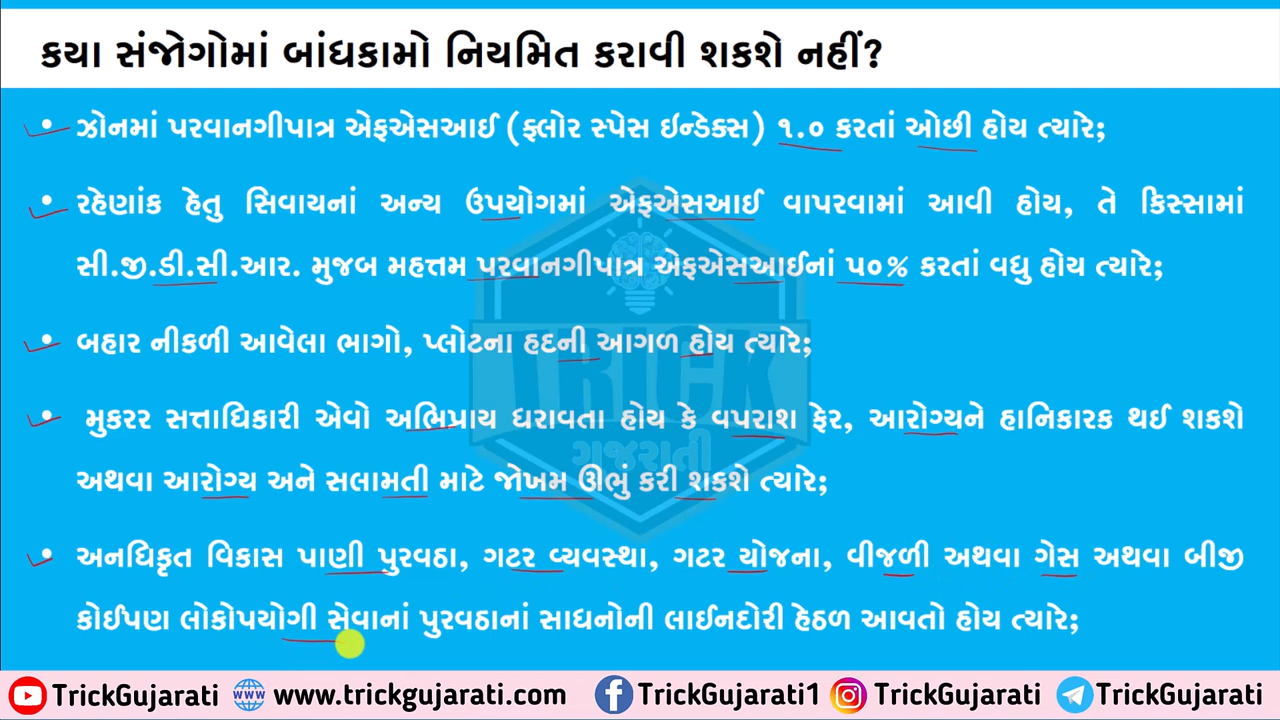 કયા સંજોગોમાં બાંધકામો નિયમિત કરાવી શકશે નહીં?
• ઝોનમાં પરવાનગીપાત્ર એફએસઆઈ (ફ્લોર સ્પેસ ઇન્ડેક્સ) ૧.૦ કરતાં ઓછી હોય ત્યારે;
• રહેણાંક હેતુ સિવાયનાં અન્ય ઉપયોગમાં એફએસઆઈ વાપરવામાં આવી હોય, તે કિસ્સામાં
સી.જી.ડી.સી.આર. મુજબ મહત્તમ પરવાનગીપાત્ર એફએસઆઈનાં ૫૦% કરતાં વધુ હોય ત્યારે;
• બહાર નીકળી આવેલા ભાગો, પ્લોટના હદની આગળ હોય ત્યારે;
• મુકરર સત્તાધિકારી એવો અભિપ્રાય ધરાવતા હોય કે વપરાશ ફેર, આરોગ્યને હાનિકારક થઈ શકશે
અથવા આરોગ્ય અને સલામતી માટે જોખમ ઊભું કરી શકશે ત્યારે;
• અનધિકૃત વિકાસ પાણી પુરવઠા, ગટર વ્યવસ્થા, ગટર યોજના, વીજળી અથવા ગેસ અથવા બીજી
કોઈપણ લોકોપયોગી સેવાનાં પુરવઠાનાં સાધનોની લાઈનદોરી હેઠળ આવતો હોય ત્યારે;
TRICK
ગુજરાતી
TrickGujarati www.trickgujarati.com TrickGujarati1 TrickGujarati TrickGujarati